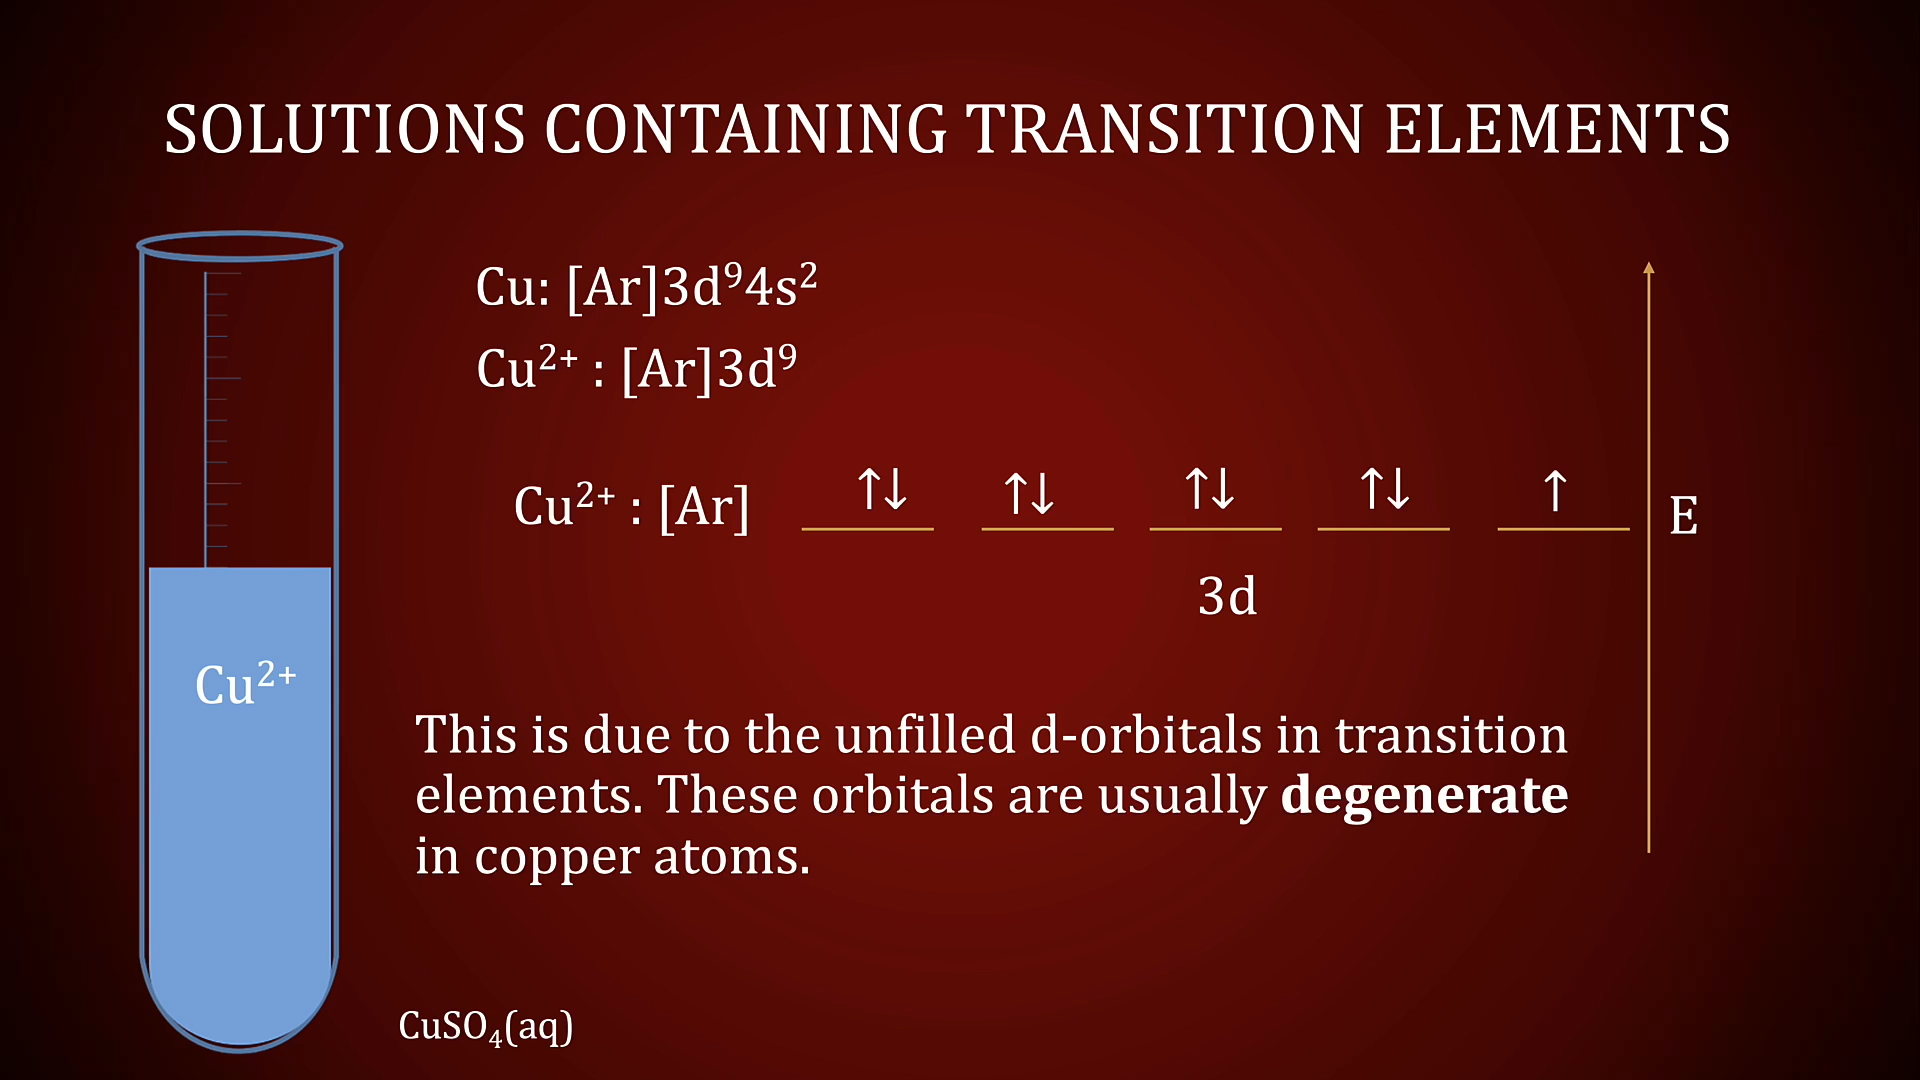 SOLUTIONS CONTAINING TRANSITION ELEMENTS
Cu: [Ar]3d⁹4s²
Cu²⁺ : [Ar]3d⁹
Cu²⁺ : [Ar] ↑↓ ↑↓ ↑↓ ↑↓ ↑ E
3d
Cu²⁺
This is due to the unfilled d-orbitals in transition
elements. These orbitals are usually degenerate
in copper atoms.
CuSO₄(aq)